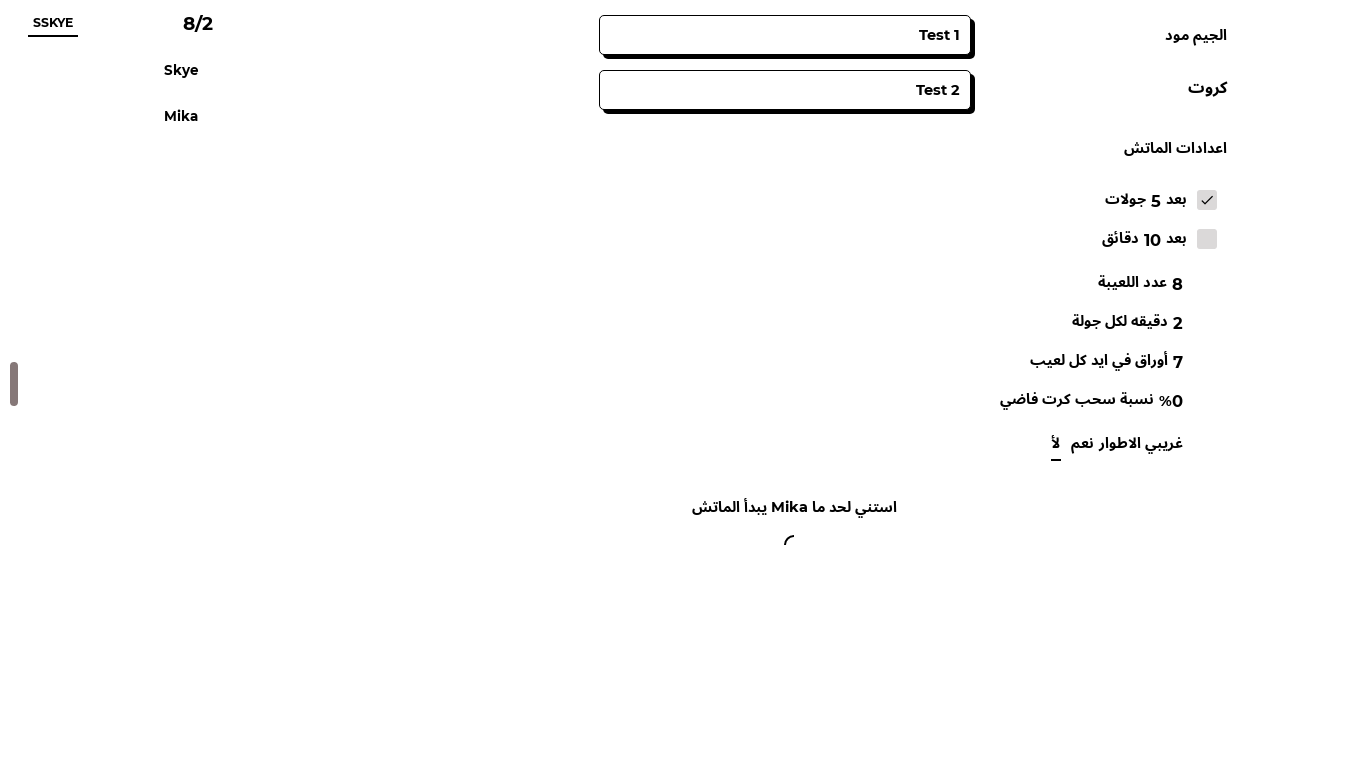 الجيم مود
كروت
اعدادات الماتش
بعد 5 جولات
بعد 10 دقائق
8 عدد اللعيبة
2 دقيقه لكل جولة
7 أوراق في ايد كل لعيب
%0 نسبة سحب كرت فاضي
غريبي الاطوار نعم لأ
Test 1
Test 2
استني لحد ما Mika يبدأ الماتش
8/2
Skye
Mika
SSKYE